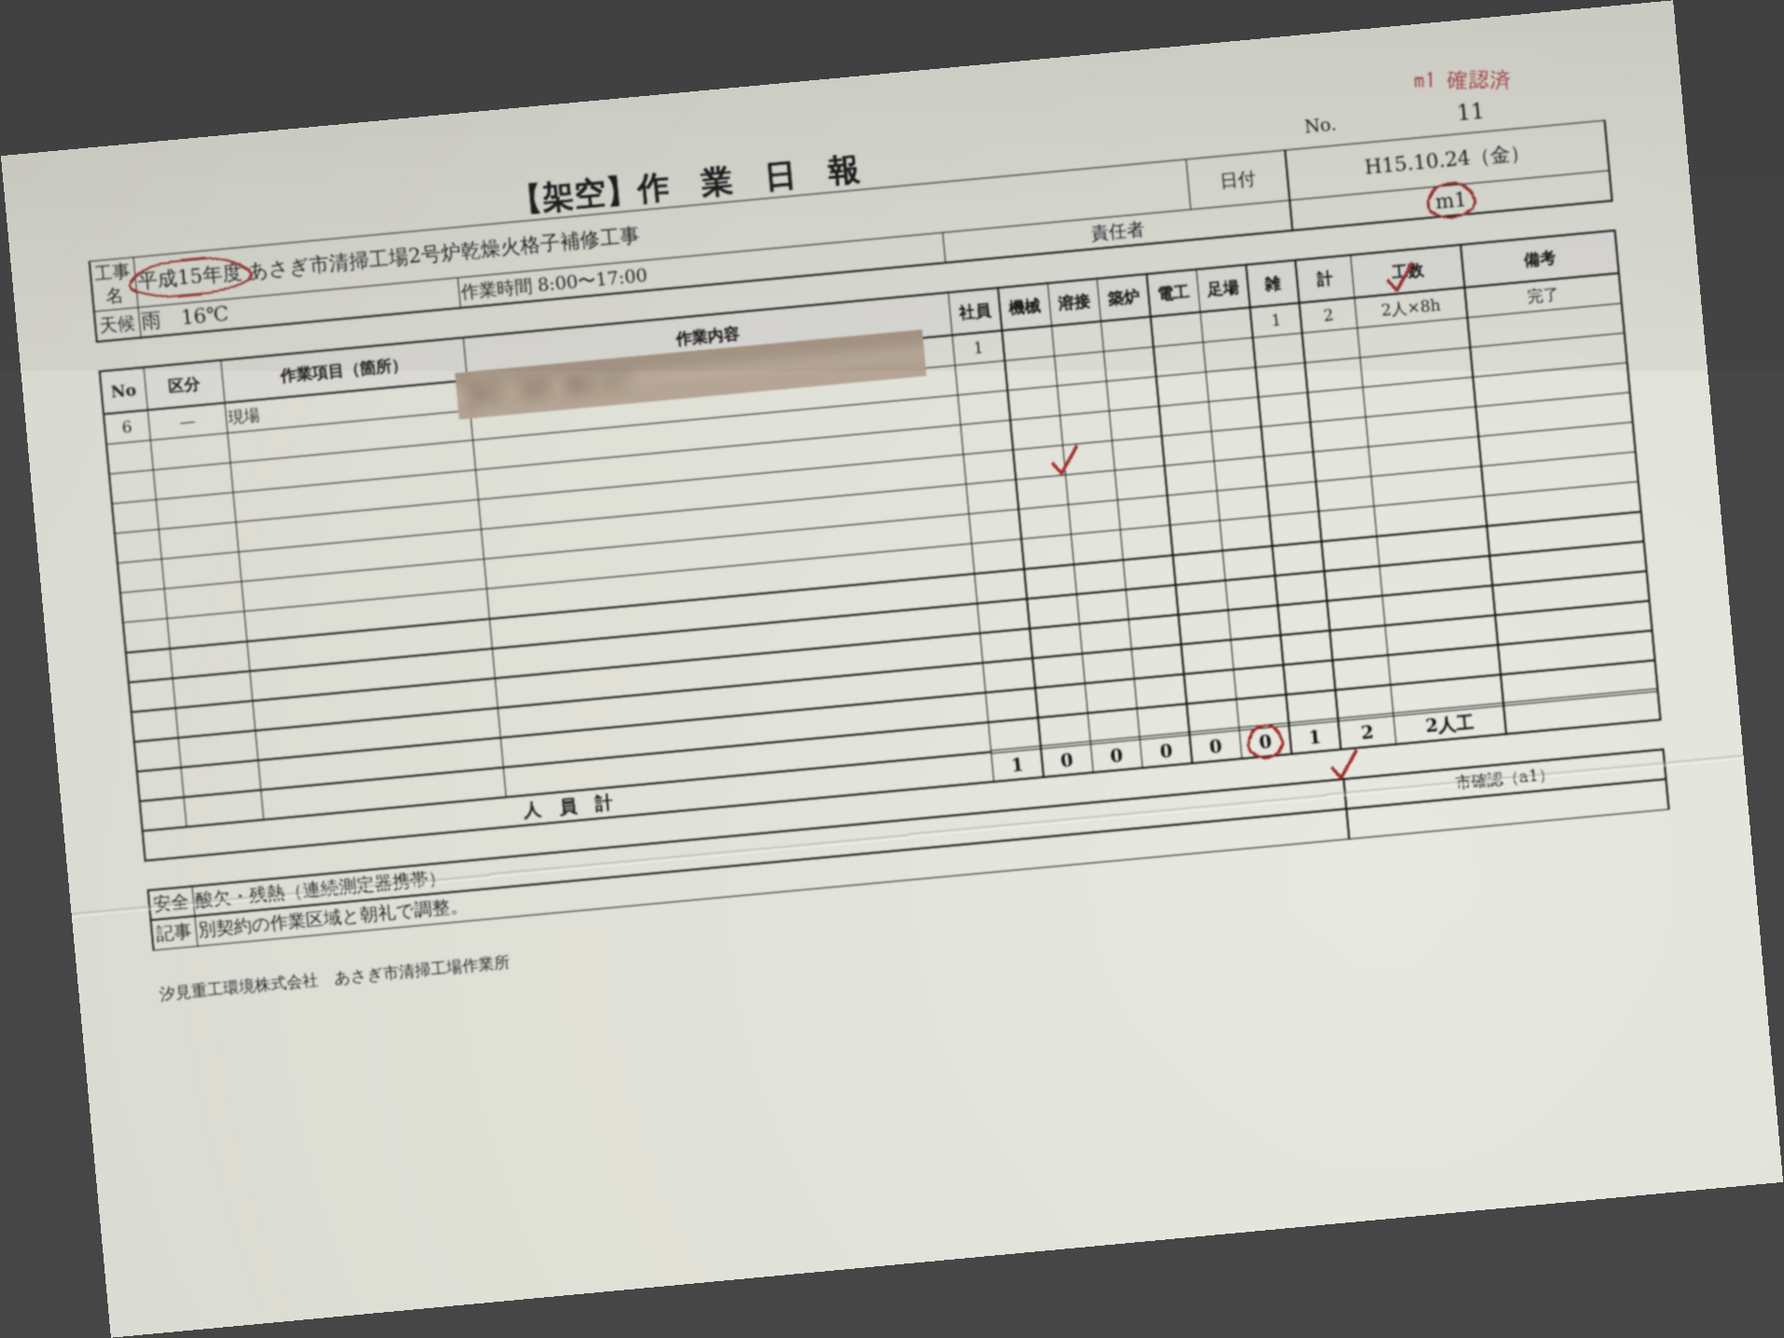 m1 確認済
No. 11
【架空】作 業 日 報
工事名 平成15年度 あさぎ市清掃工場2号炉乾燥火格子補修工事 日付 H15.10.24（金）
天候 雨 16℃ 作業時間 8:00〜17:00 責任者 m1
No 区分 作業項目（箇所） 作業内容 社員 機械 溶接 築炉 電工 足場 雑 計 工数 備考
6 — 現場 1 1 2 2人×8h 完了
人 員 計 1 0 0 0 0 0 1 2 2人工
安全 酸欠・残熱（連続測定器携帯） 市確認（a1）
記事 別契約の作業区域と朝礼で調整。
汐見重工環境株式会社 あさぎ市清掃工場作業所